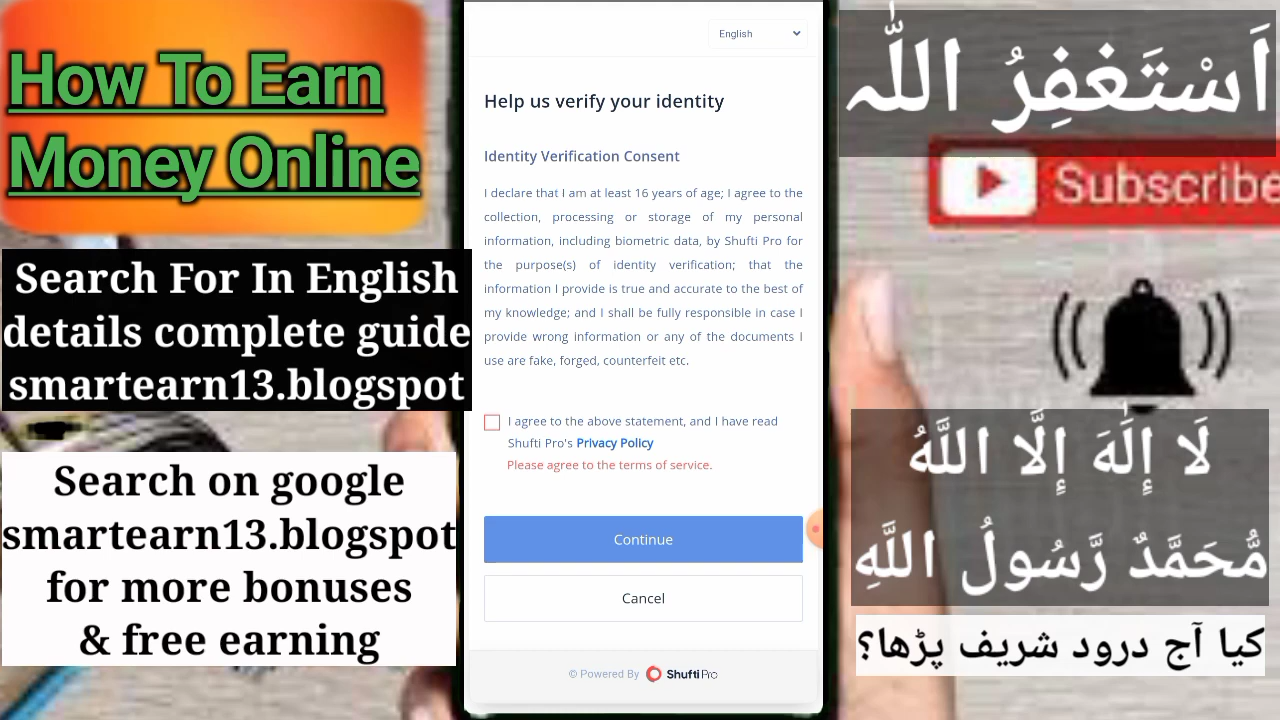 How To Earn
Money Online
Search For In English
details complete guide
smartearn13.blogspot
Search on google
smartearn13.blogspot
for more bonuses
& free earning
English
Help us verify your identity
Identity Verification Consent
I declare that I am at least 16 years of age; I agree to the
collection, processing or storage of my personal
information, including biometric data, by Shufti Pro for
the purpose(s) of identity verification; that the
information I provide is true and accurate to the best of
my knowledge; and I shall be fully responsible in case I
provide wrong information or any of the documents I
use are fake, forged, counterfeit etc.
I agree to the above statement, and I have read
Shufti Pro's Privacy Policy
Please agree to the terms of service.
Continue
Cancel
© Powered By Shufti Pro
اَسْتَغفِرُ اللّٰہ
Subscribe
لَا إِلَٰهَ إِلَّا اللَّهُ
مُّحَمَّدٌ رَّسُولُ اللَّهِ
کیا آج درود شریف پڑھا؟